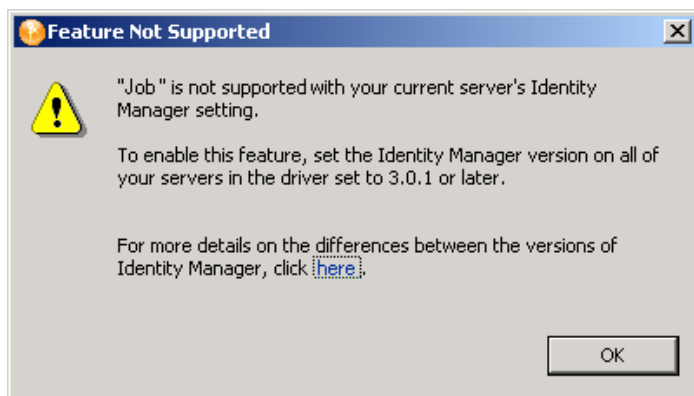 Feature Not Supported
"Job" is not supported with your current server's Identity
Manager setting.
To enable this feature, set the Identity Manager version on all of
your servers in the driver set to 3.0.1 or later.
For more details on the differences between the versions of
Identity Manager, click here.
OK